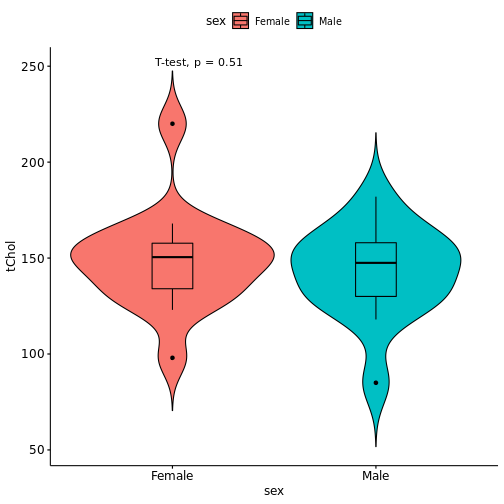 sex Female Male
T-test, p = 0.51
250
200
150
100
50
tChol
Female Male
sex